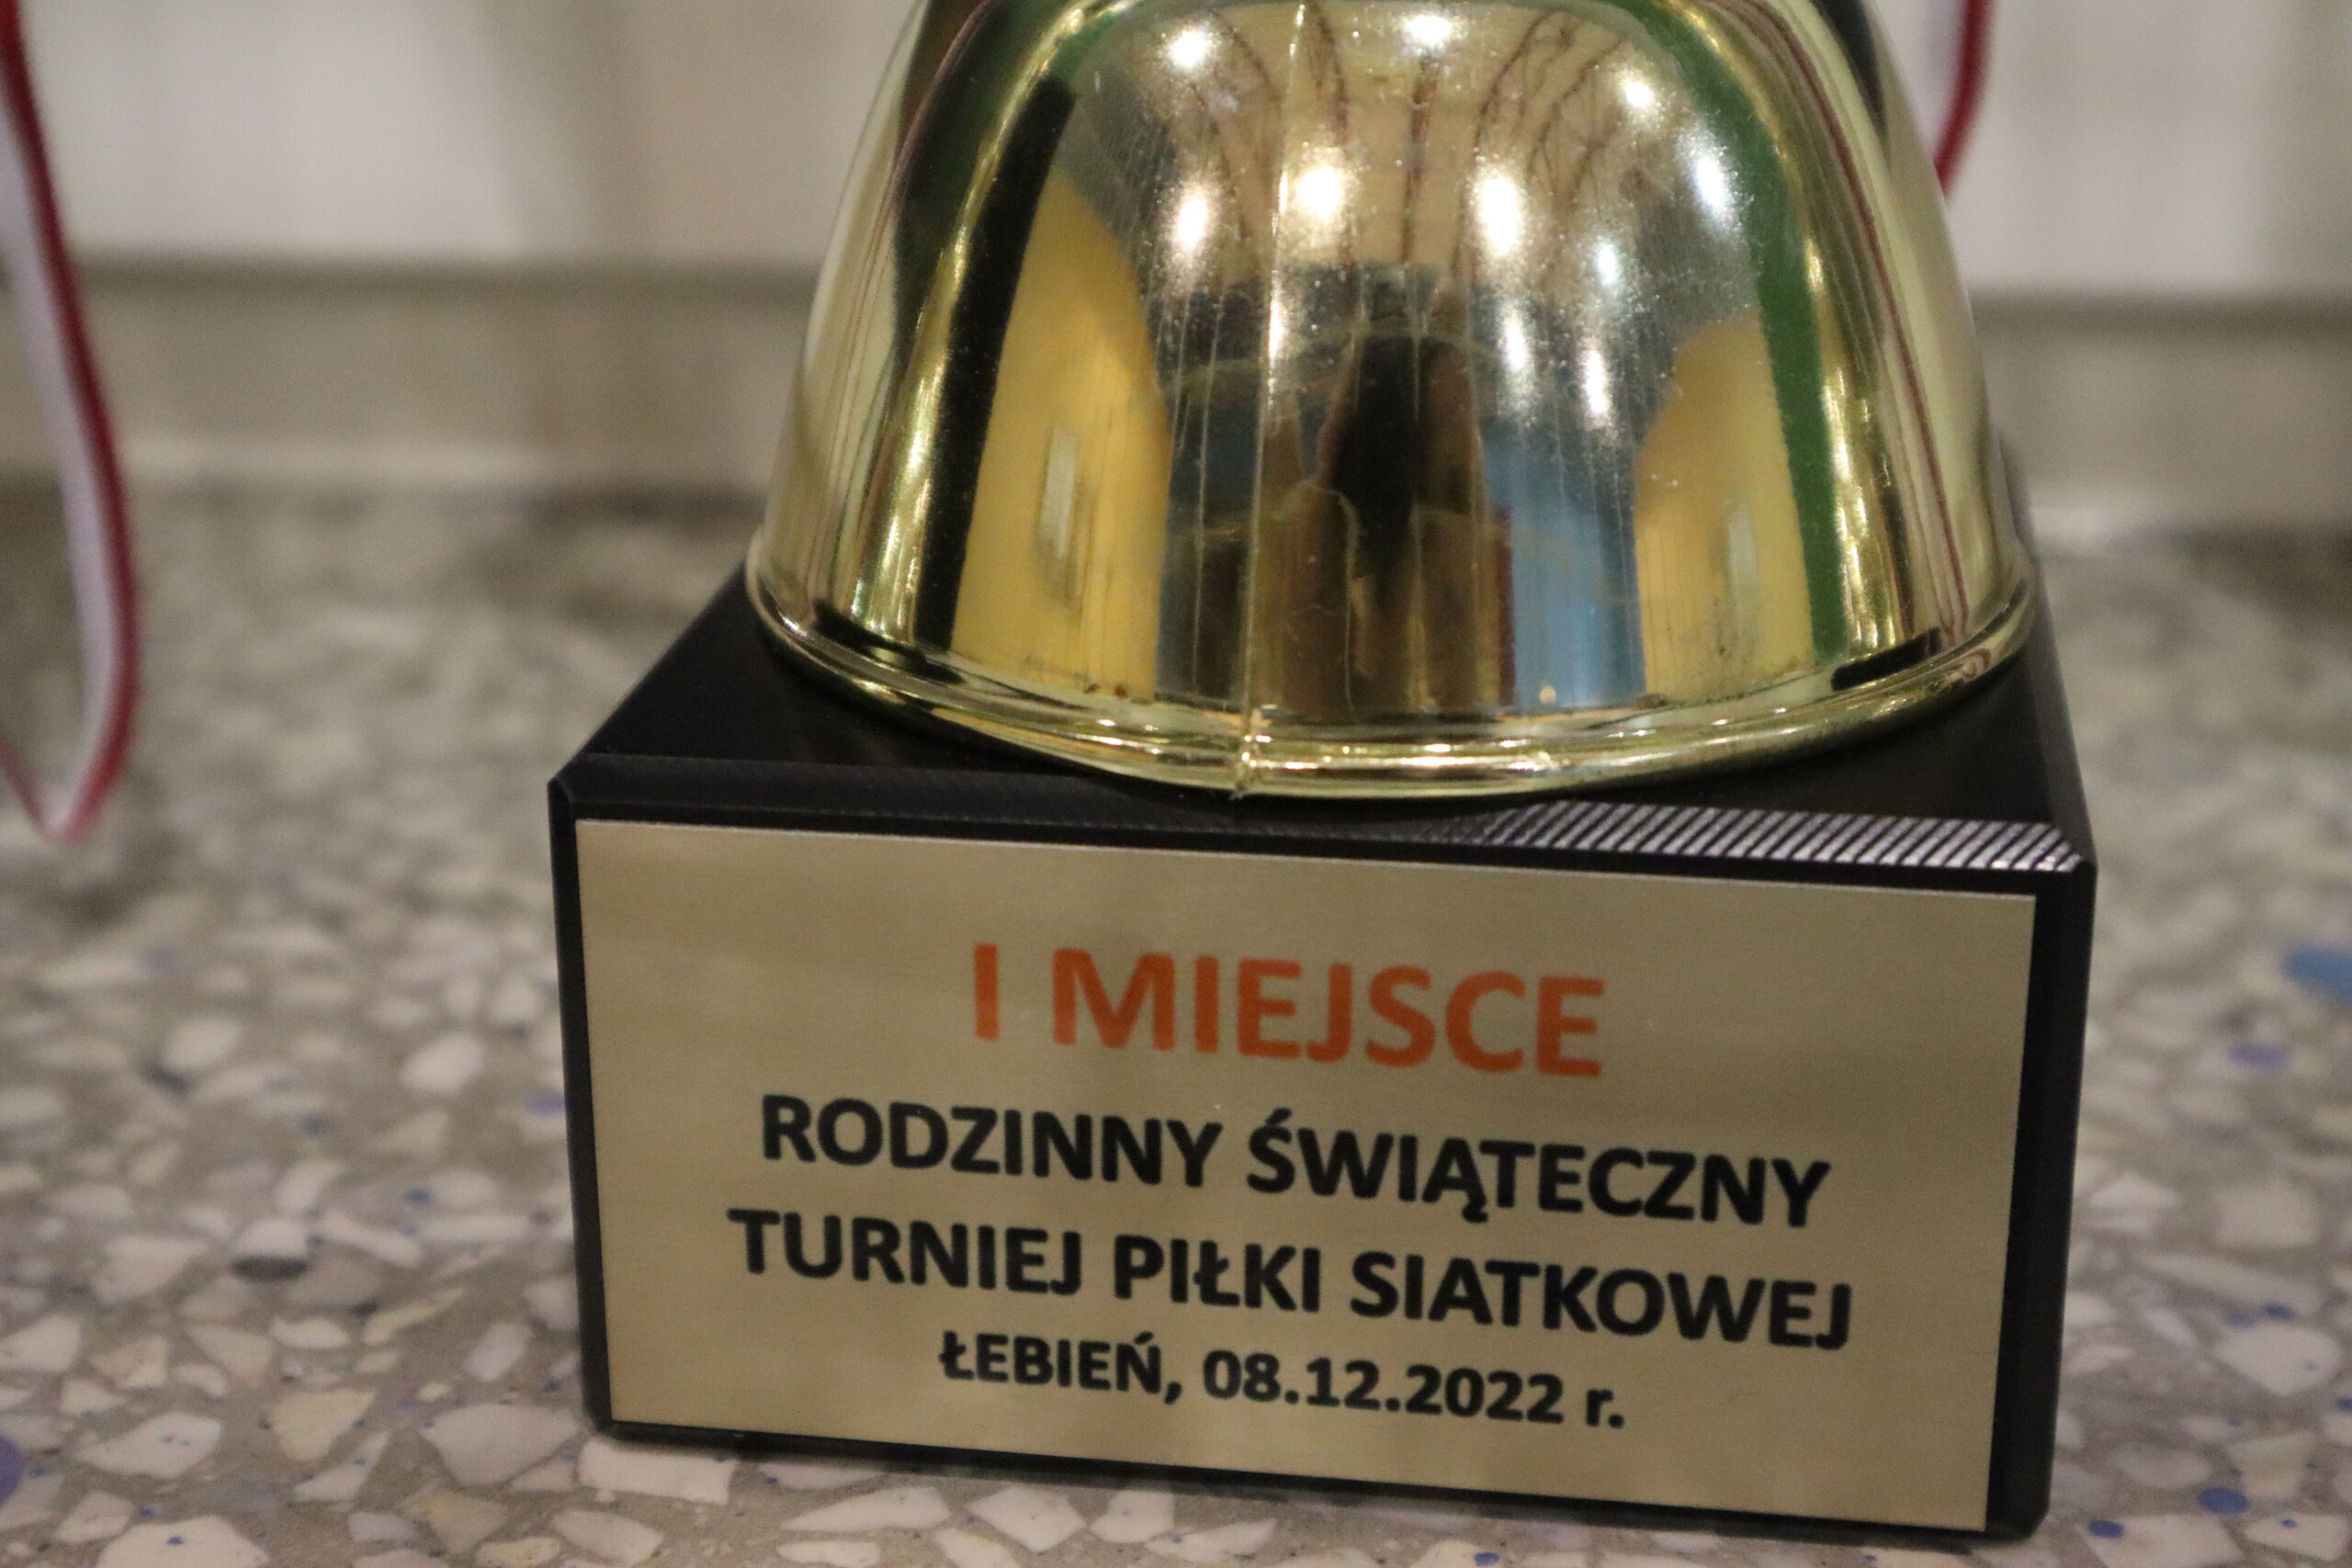 I MIEJSCE
RODZINNY ŚWIĄTECZNY
TURNIEJ PIŁKI SIATKOWEJ
ŁEBIEŃ, 08.12.2022 r.